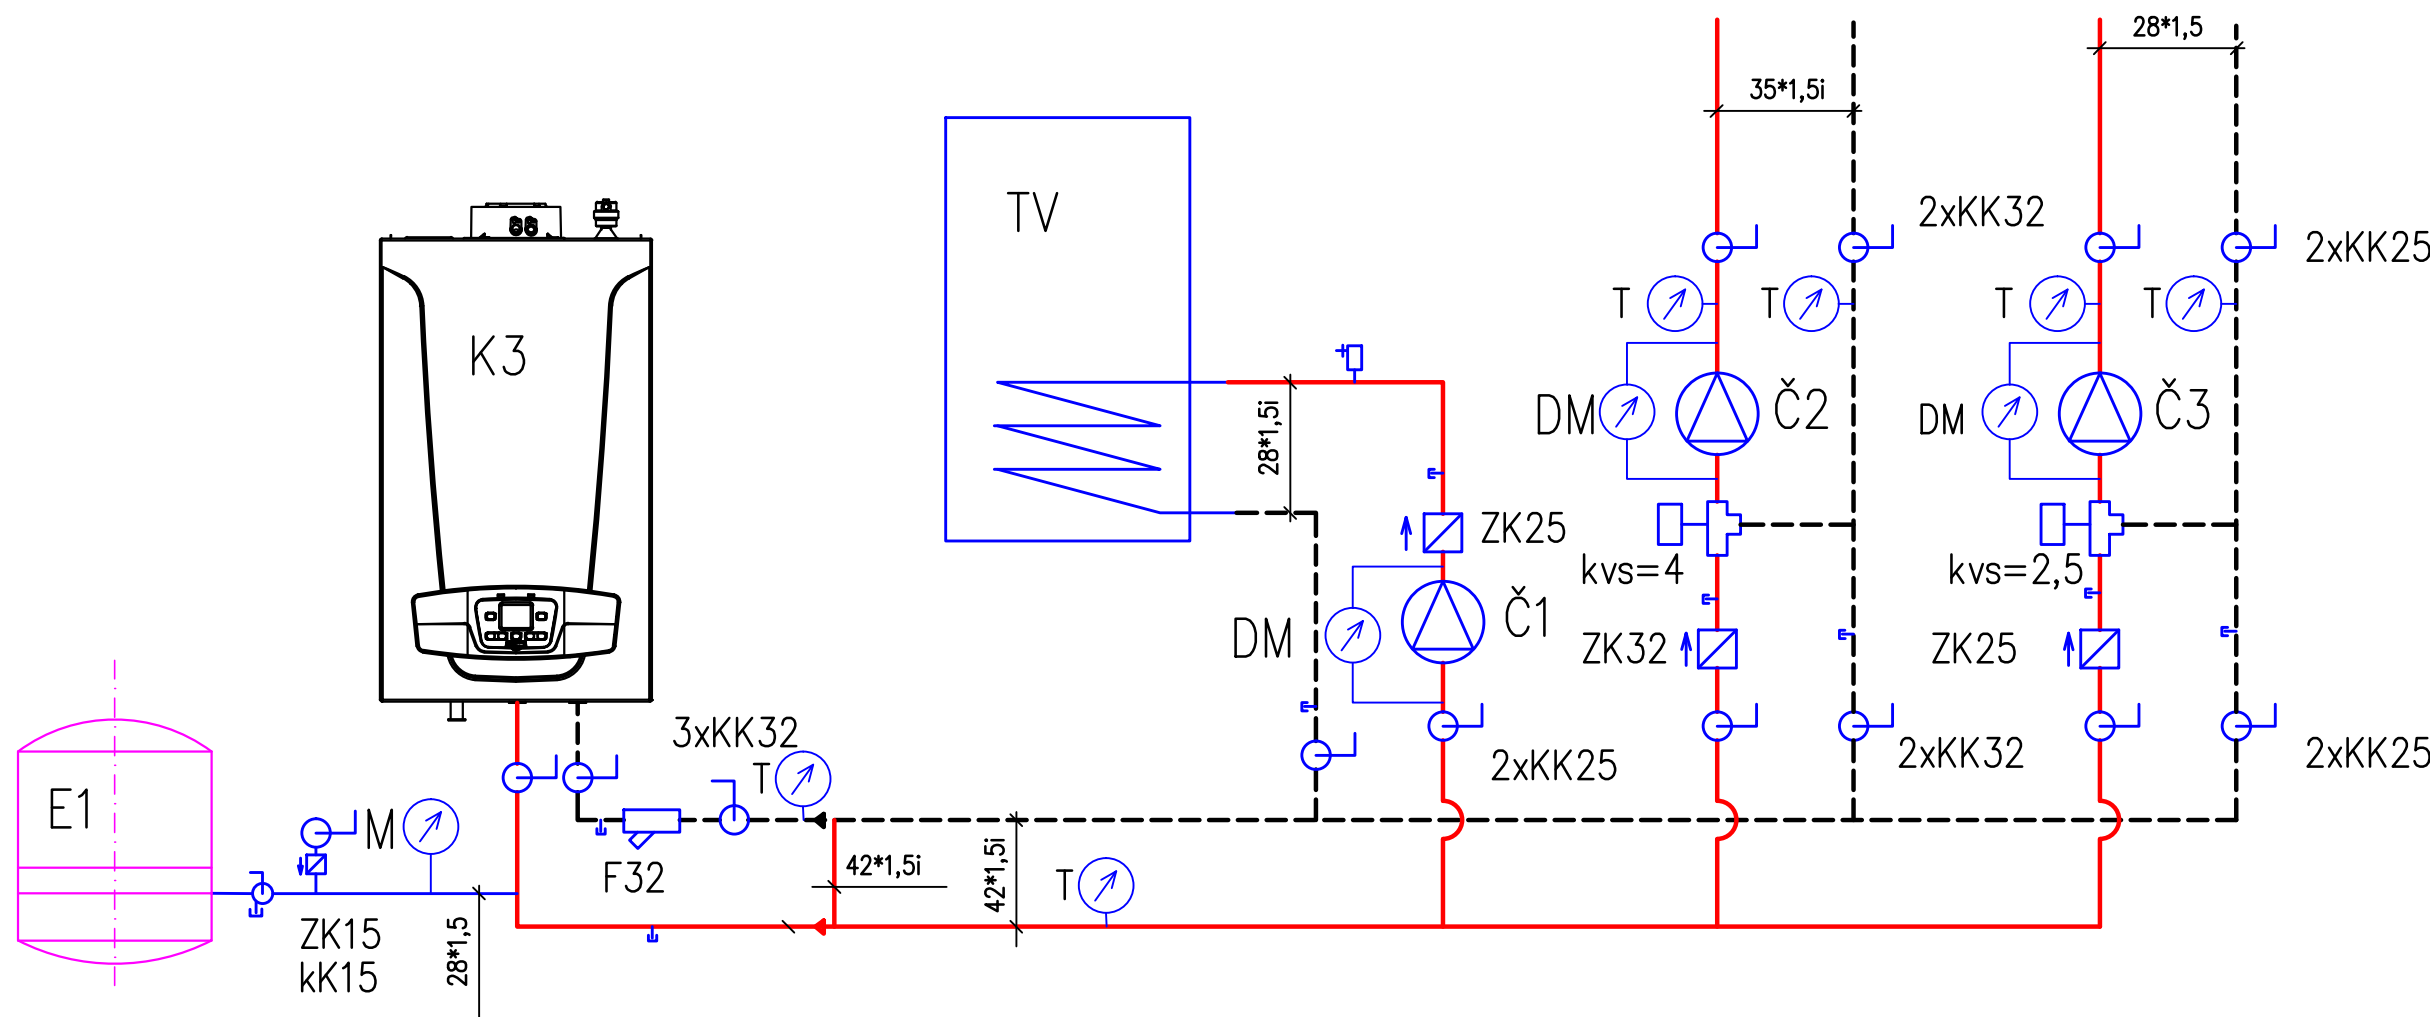 28*1,5
35*1,5i
2xKK32
2xKK25
TV
T
T
T
T
K3
28*1,5i
DM
Č2
DM
Č3
ZK25
kvs=4
kvs=2,5
DM
Č1
ZK32
ZK25
3xKK32
T
2xKK25
2xKK32
2xKK25
E1
M
F32
42*1,5i
42*1,5i
T
ZK15
kK15
28*1,5